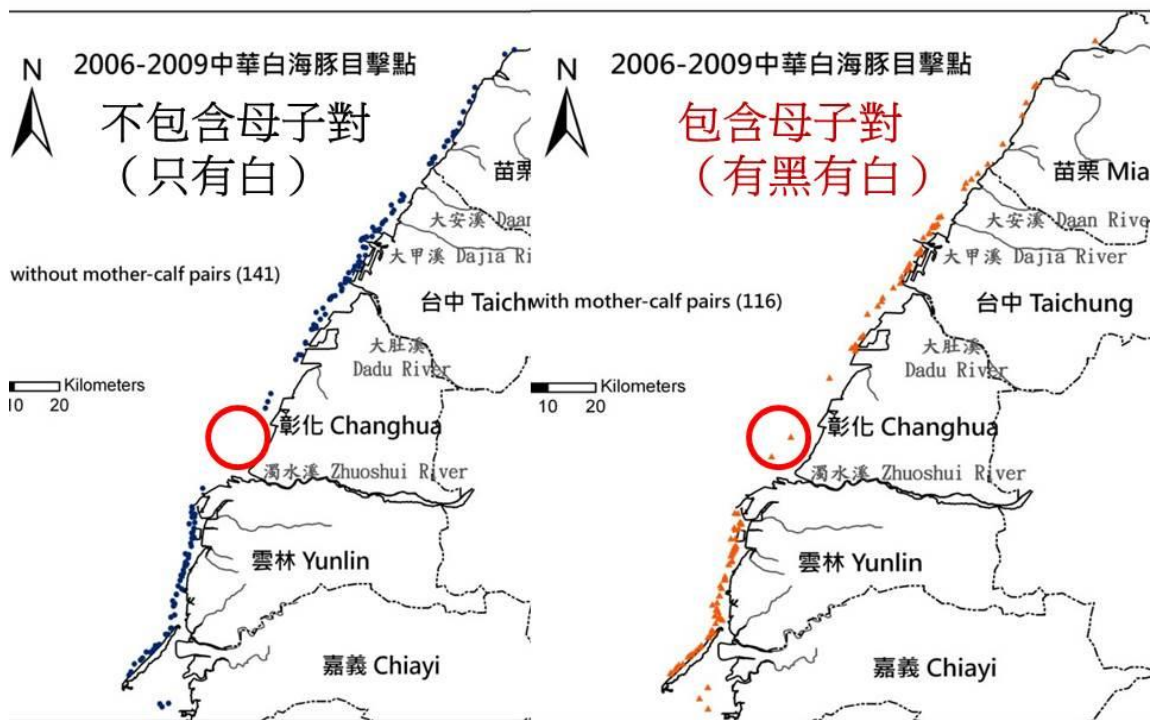 N
2006-2009中華白海豚目擊點
不包含母子對
（只有白）
苗栗
大安溪 Daan
大甲溪 Dajia Ri
without mother-calf pairs (141)
台中 Taichu
大肚溪
Dadu River
Kilometers
10 20
彰化 Changhua
濁水溪 Zhuoshui River
雲林 Yunlin
嘉義 Chiayi
N
2006-2009中華白海豚目擊點
包含母子對
（有黑有白）
苗栗 Mia
大安溪 Daan Rive
大甲溪 Dajia River
with mother-calf pairs (116)
台中 Taichung
大肚溪
Dadu River
Kilometers
10 20
彰化 Changhua
濁水溪 Zhuoshui River
雲林 Yunlin
嘉義 Chiayi